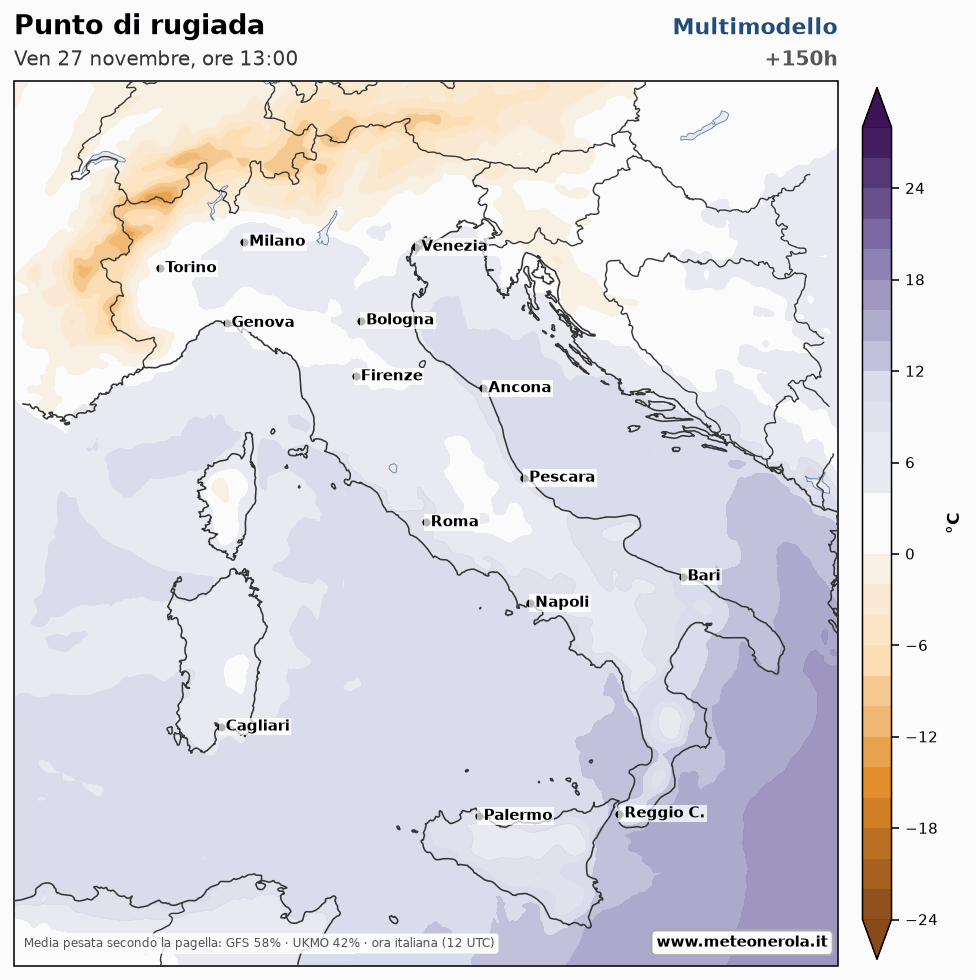 Punto di rugiada
Multimodello
Ven 27 novembre, ore 13:00
+150h
Milano
Venezia
Torino
Genova
Bologna
Firenze
Ancona
Pescara
Roma
Bari
Napoli
Cagliari
Palermo
Reggio C.
24
18
12
6
0
−6
−12
−18
−24
°C
Media pesata secondo la pagella: GFS 58% · UKMO 42% · ora italiana (12 UTC)
www.meteonerola.it